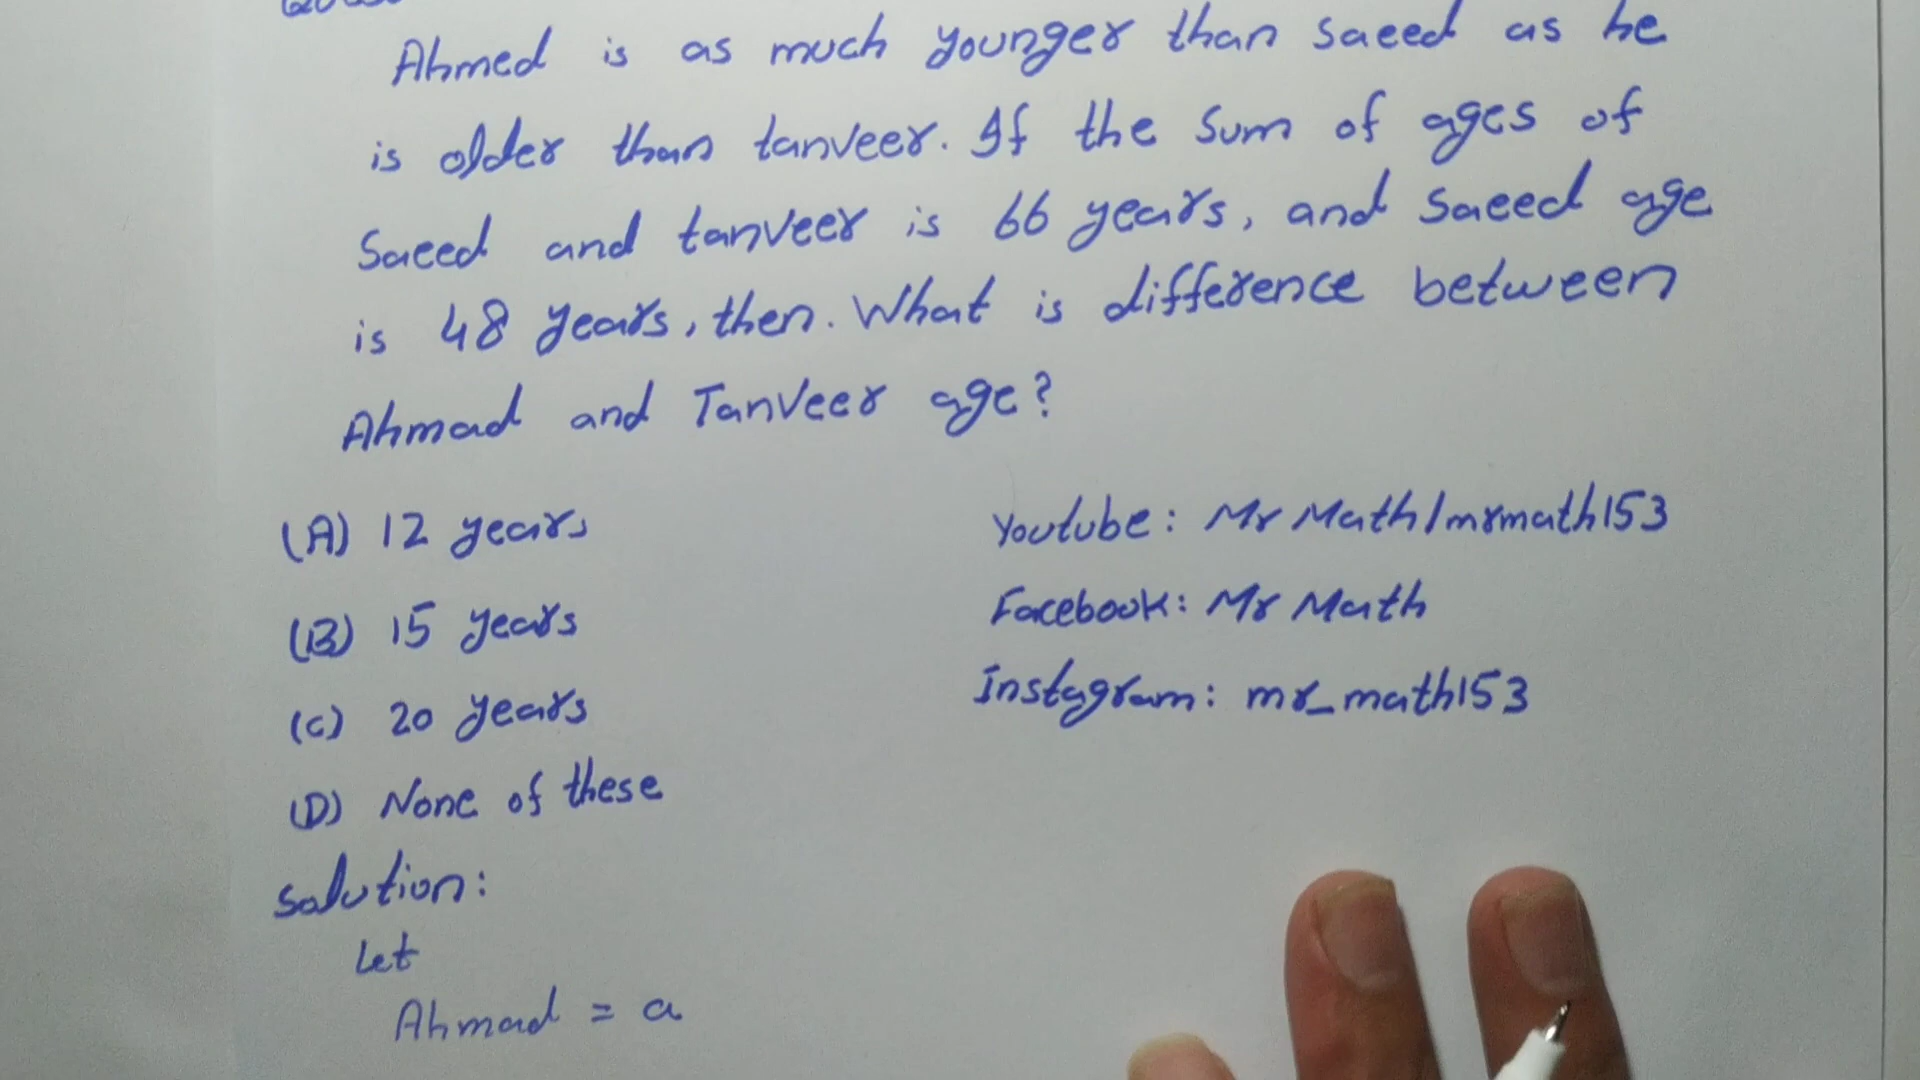 Ahmed is as much younger than Saeed as he
is older than tanveer. If the Sum of ages of
Saeed and tanveer is 66 years, and Saeed age
is 48 years, then. What is difference between
Ahmad and Tanveer age?
(A) 12 years
(B) 15 years
(C) 20 years
(D) None of these
Youtube: Mr Math/mrmath153
Facebook: Mr Math
Instagram: mr_math153
Solution:
Let
Ahmad = a